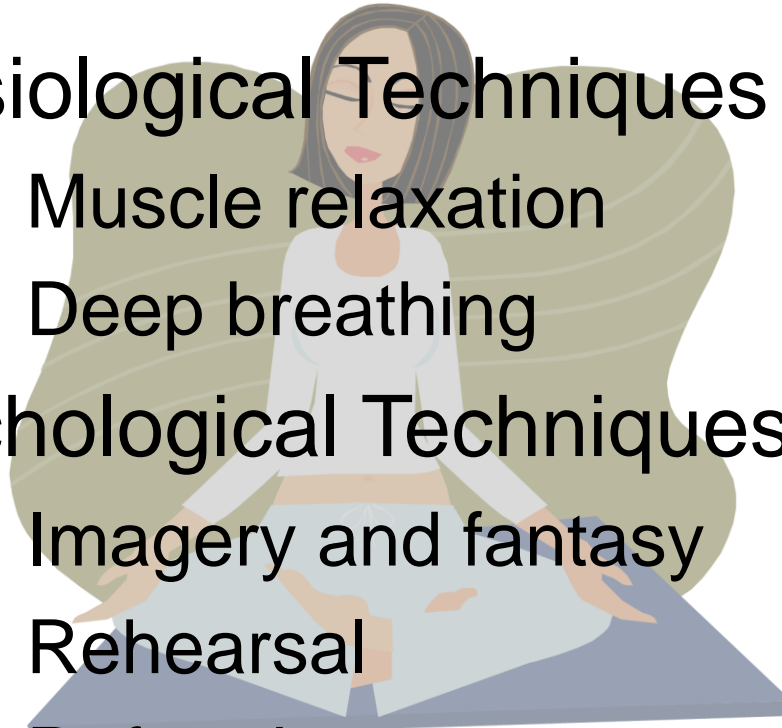 siological Techniques
Muscle relaxation
Deep breathing
chological Techniques
Imagery and fantasy
Rehearsal